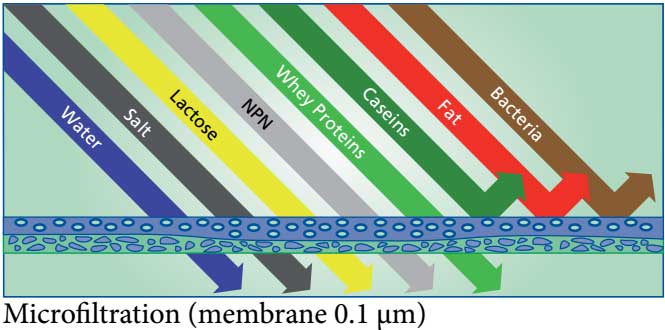 Water
Salt
Lactose
NPN
Whey Proteins
Caseins
Fat
Bacteria
Microfiltration (membrane 0.1 µm)